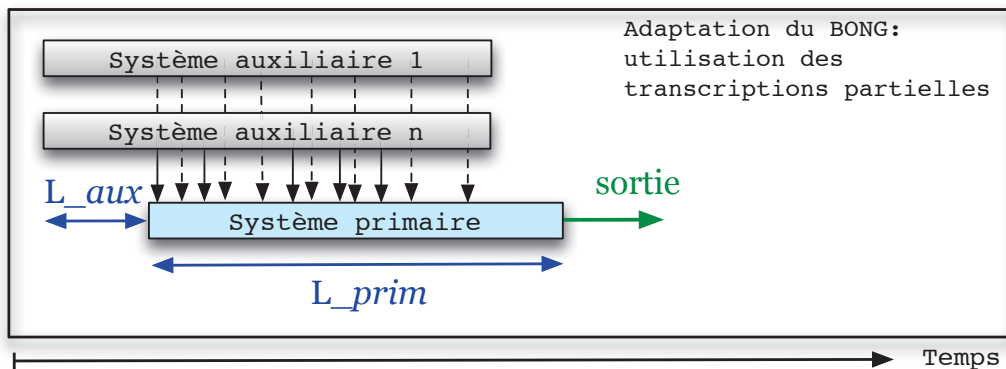 Adaptation du BONG:
utilisation des
transcriptions partielles
Système auxiliaire 1
Système auxiliaire n
L_aux
sortie
Système primaire
L_prim
Temps